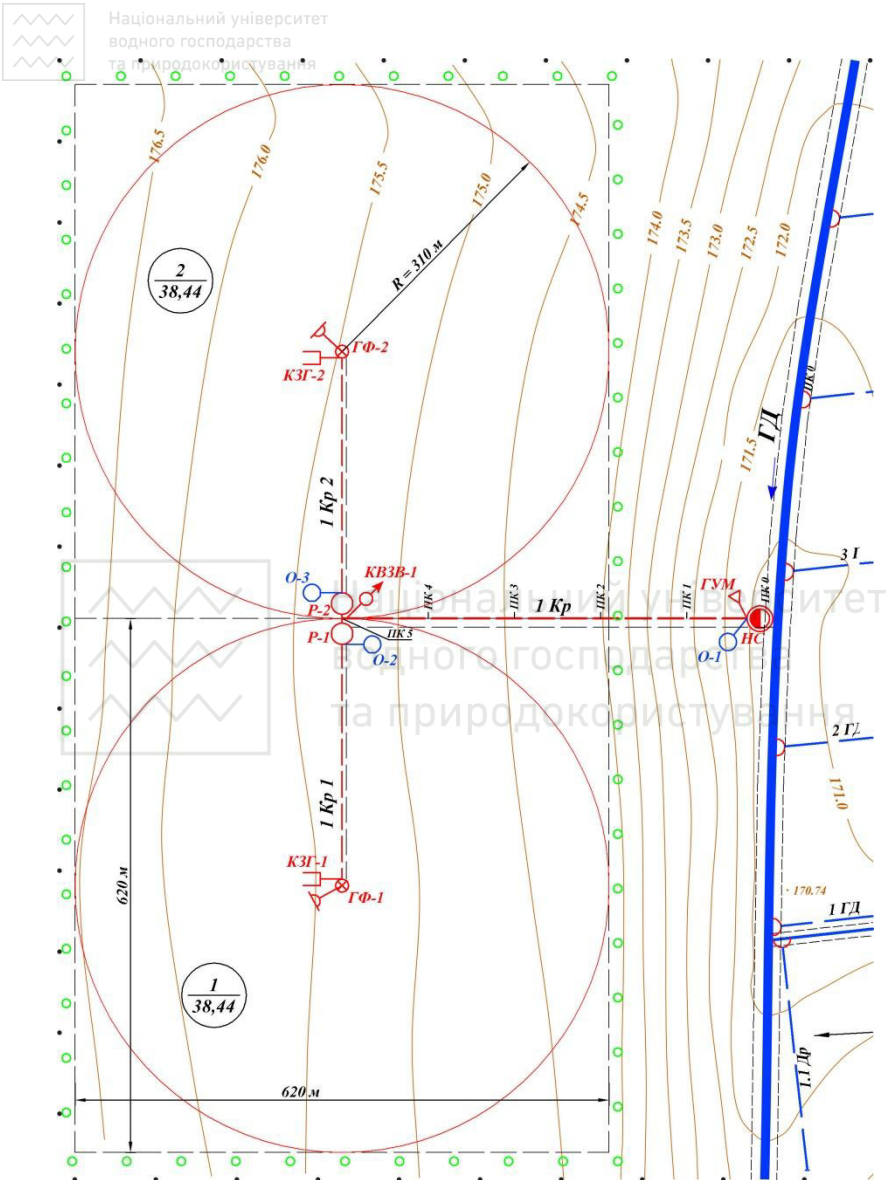 Національний університет
водного господарства
та природокористування
176.5
176.0
175.5
175.0
174.5
174.0
173.5
173.0
172.5
172.0
R = 310 м
2
38,44
ГФ-2
КЗГ-2
ПК 0
ГД
171.5
1 Кр 2
3 Г
О-3
КВЗВ-1
Р-2
ПК 4
ПК 3
ПК 2
ПК 1
ГУМ
ПК 0
1 Кр
Національний університет
Р-1
ПК 5
О-2
О-1
НС
водного господарства
та природокористування
2 ГД
171.0
1 Кр 1
КЗГ-1
ГФ-1
620 м
170.74
1 ГД
1
38,44
1.1 Др
620 м